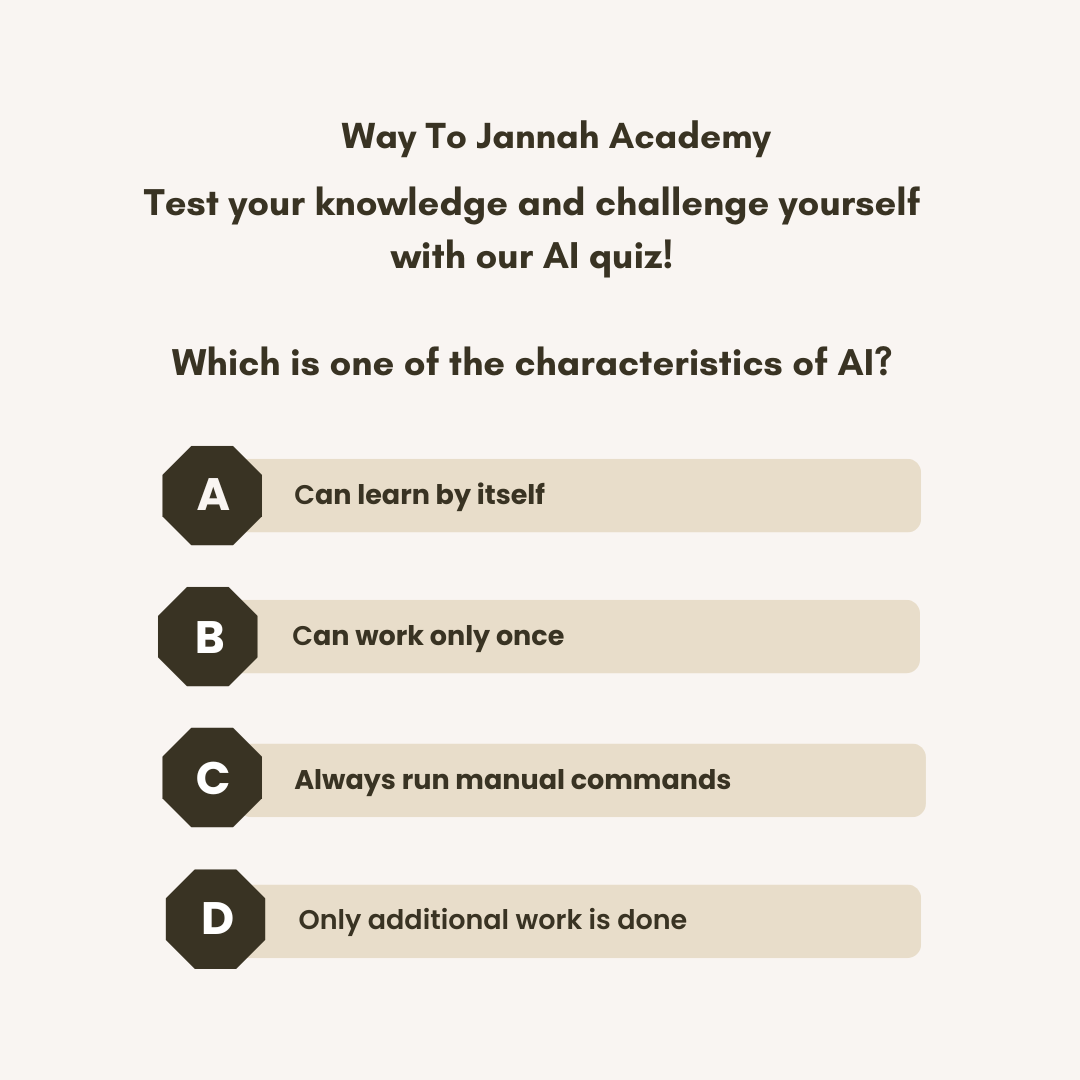 Way To Jannah Academy
Test your knowledge and challenge yourself
with our AI quiz!
Which is one of the characteristics of AI?
A Can learn by itself
B Can work only once
C Always run manual commands
D Only additional work is done